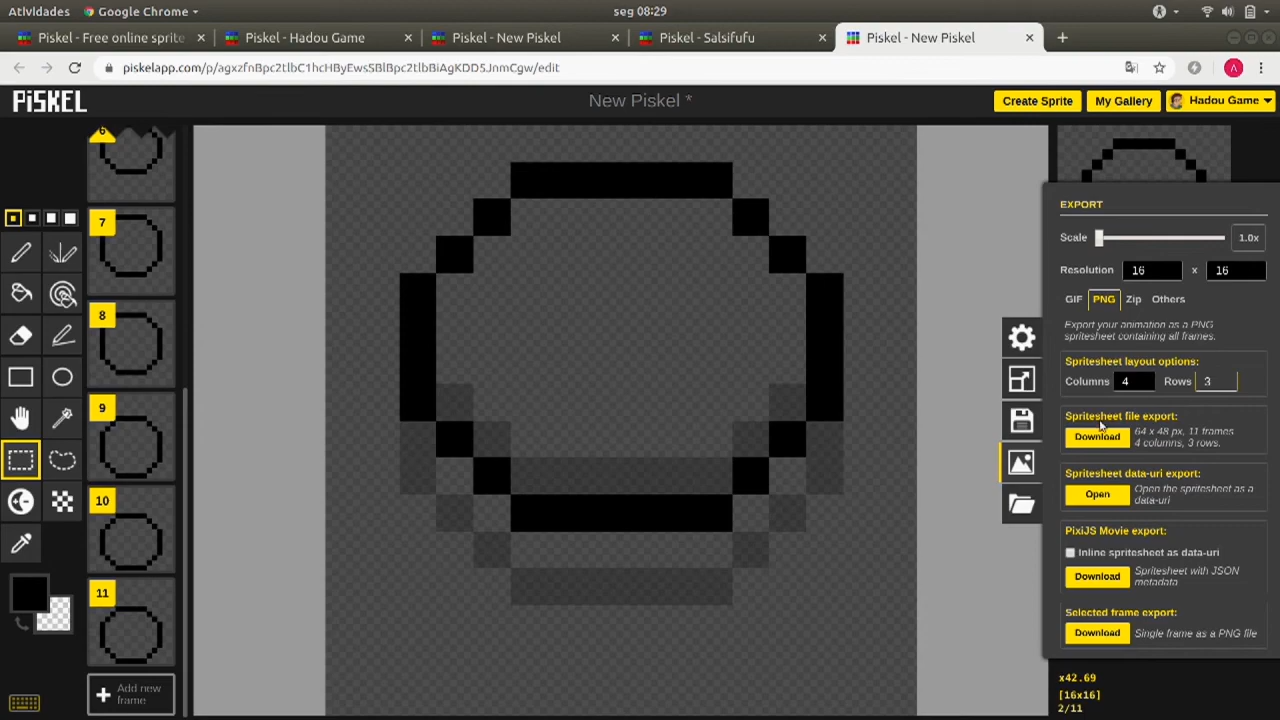 Atividades
Google Chrome
seg 08:29
Piskel - Free online sprite
Piskel - Hadou Game
Piskel - New Piskel
Piskel - Salsifufu
Piskel - New Piskel
piskelapp.com/p/agxzfnBpc2tlbC1hcHByEwsSBlBpc2tlbBiAgKDD5JnmCgw/edit
A
PiSKEL
New Piskel *
Create Sprite
My Gallery
Hadou Game
6
7
8
9
10
11
Add new
frame
EXPORT
Scale
1.0x
Resolution 16 x 16
GIF PNG Zip Others
Export your animation as a PNG
spritesheet containing all frames.
Spritesheet layout options:
Columns 4 Rows 3
Spritesheet file export:
Download
64 x 48 px, 11 frames
4 columns, 3 rows.
Spritesheet data-uri export:
Open
Open the spritesheet as a
data-uri
PixiJS Movie export:
Inline spritesheet as data-uri
Download
Spritesheet with JSON
metadata
Selected frame export:
Download
Single frame as a PNG file
x42.69
[16x16]
2/11